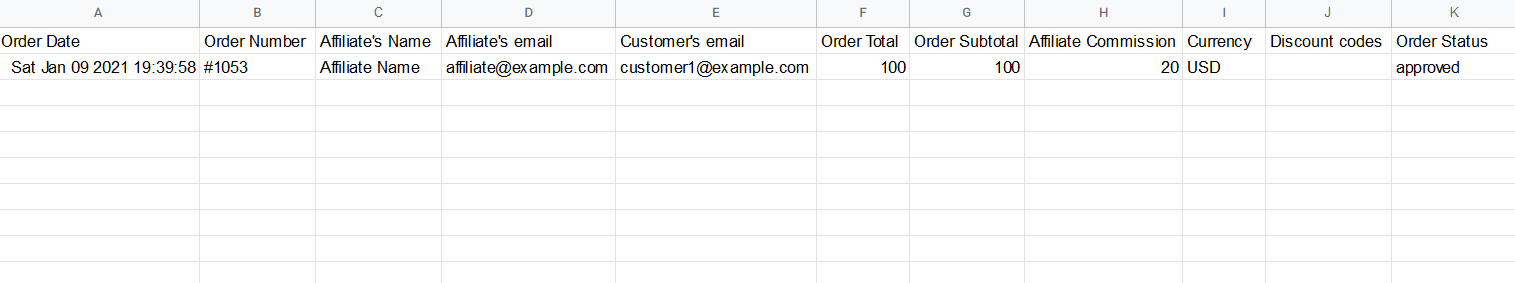 A B C D E F G H I J K
Order Date Order Number Affiliate's Name Affiliate's email Customer's email Order Total Order Subtotal Affiliate Commission Currency Discount codes Order Status
Sat Jan 09 2021 19:39:58 #1053 Affiliate Name affiliate@example.com customer1@example.com 100 100 20 USD approved